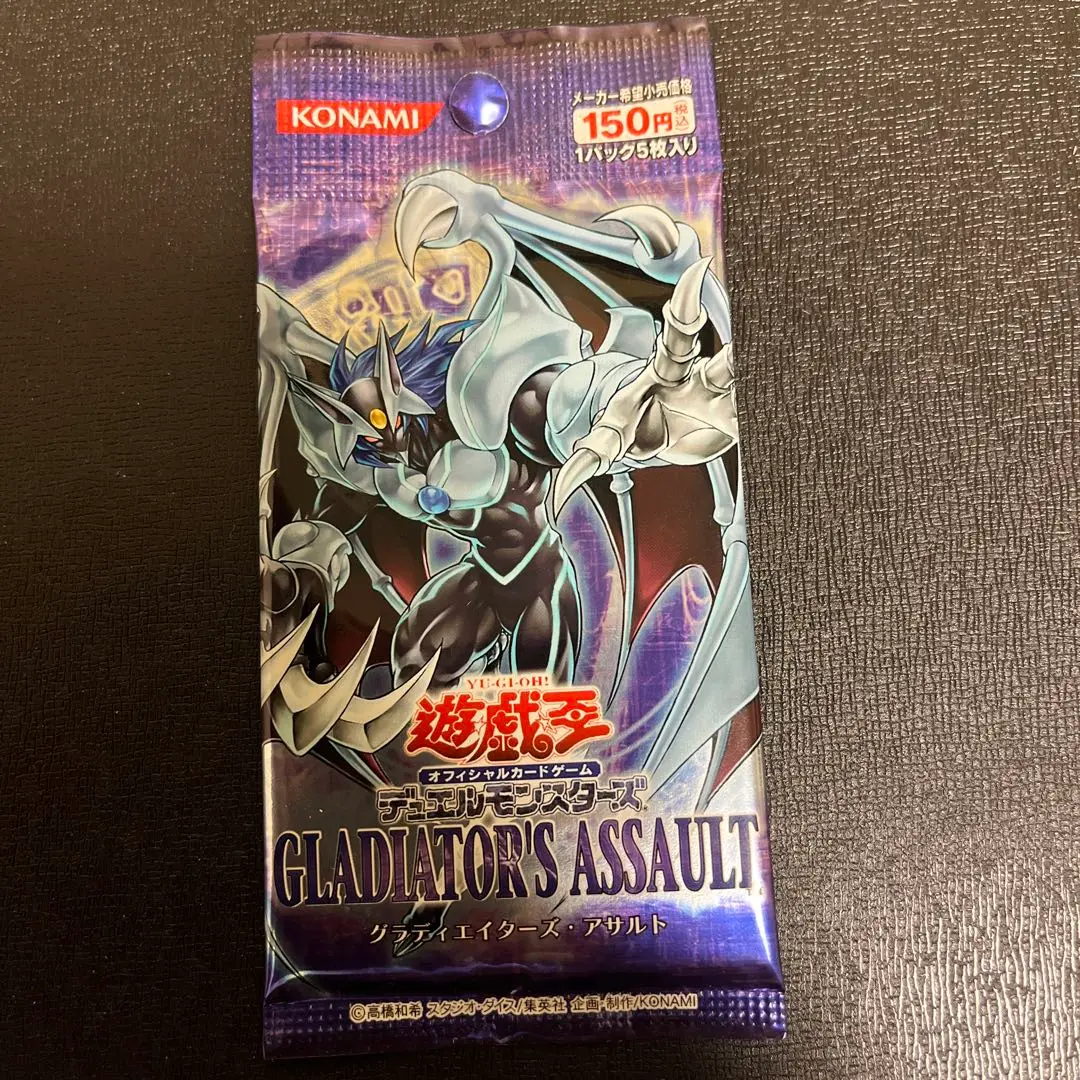 KONAMI
メーカー希望小売価格
150円 税込
1パック5枚入り
YU-GI-OH!
遊戯王
オフィシャルカードゲーム
デュエルモンスターズ
GLADIATOR'S ASSAULT
グラディエイターズ・アサルト
©高橋和希 スタジオ・ダイス/集英社 企画・制作/KONAMI